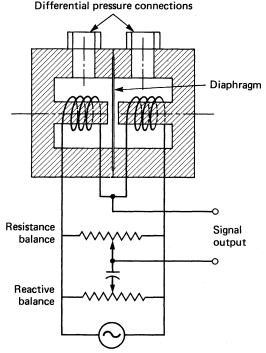 Differential pressure connections
Diaphragm
Resistance
balance
Signal
output
Reactive
balance